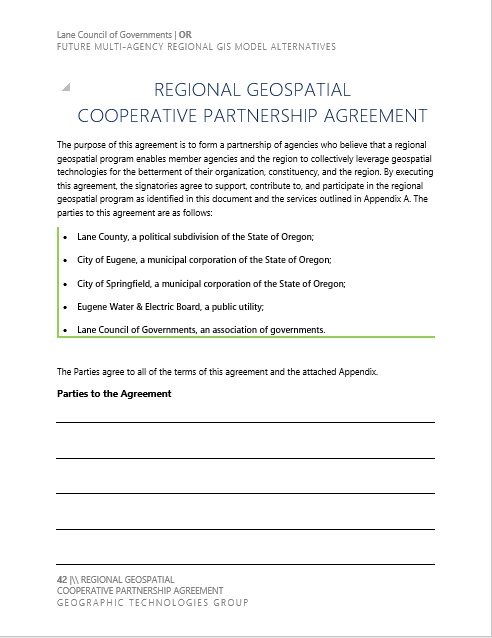 Lane Council of Governments | OR
FUTURE MULTI-AGENCY REGIONAL GIS MODEL ALTERNATIVES
REGIONAL GEOSPATIAL
COOPERATIVE PARTNERSHIP AGREEMENT
The purpose of this agreement is to form a partnership of agencies who believe that a regional
geospatial program enables member agencies and the region to collectively leverage geospatial
technologies for the betterment of their organization, constituency, and the region. By executing
this agreement, the signatories agree to support, contribute to, and participate in the regional
geospatial program as identified in this document and the services outlined in Appendix A. The
parties to this agreement are as follows:
• Lane County, a political subdivision of the State of Oregon;
• City of Eugene, a municipal corporation of the State of Oregon;
• City of Springfield, a municipal corporation of the State of Oregon;
• Eugene Water & Electric Board, a public utility;
• Lane Council of Governments, an association of governments.
The Parties agree to all of the terms of this agreement and the attached Appendix.
Parties to the Agreement
42 |\\ REGIONAL GEOSPATIAL
COOPERATIVE PARTNERSHIP AGREEMENT
GEOGRAPHIC TECHNOLOGIES GROUP